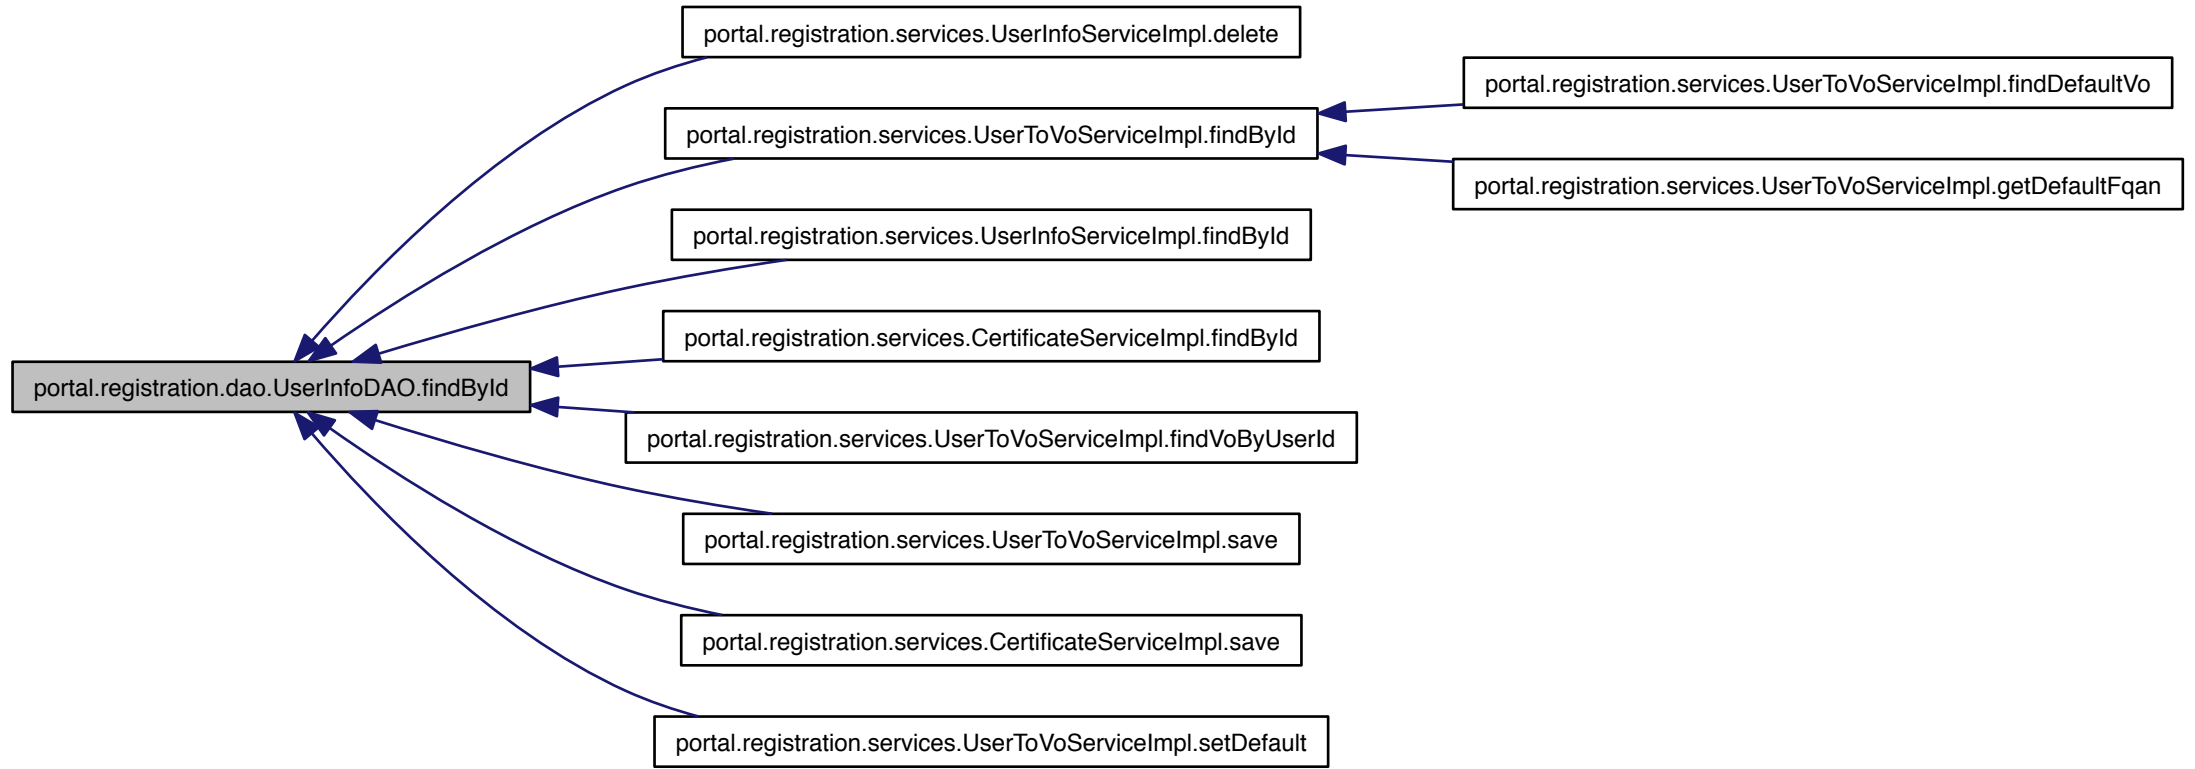 portal.registration.services.UserInfoServiceImpl.delete
portal.registration.services.UserToVoServiceImpl.findDefaultVo
portal.registration.services.UserToVoServiceImpl.findById
portal.registration.services.UserToVoServiceImpl.getDefaultFqan
portal.registration.services.UserInfoServiceImpl.findById
portal.registration.services.CertificateServiceImpl.findById
portal.registration.dao.UserInfoDAO.findById
portal.registration.services.UserToVoServiceImpl.findVoByUserId
portal.registration.services.UserToVoServiceImpl.save
portal.registration.services.CertificateServiceImpl.save
portal.registration.services.UserToVoServiceImpl.setDefault